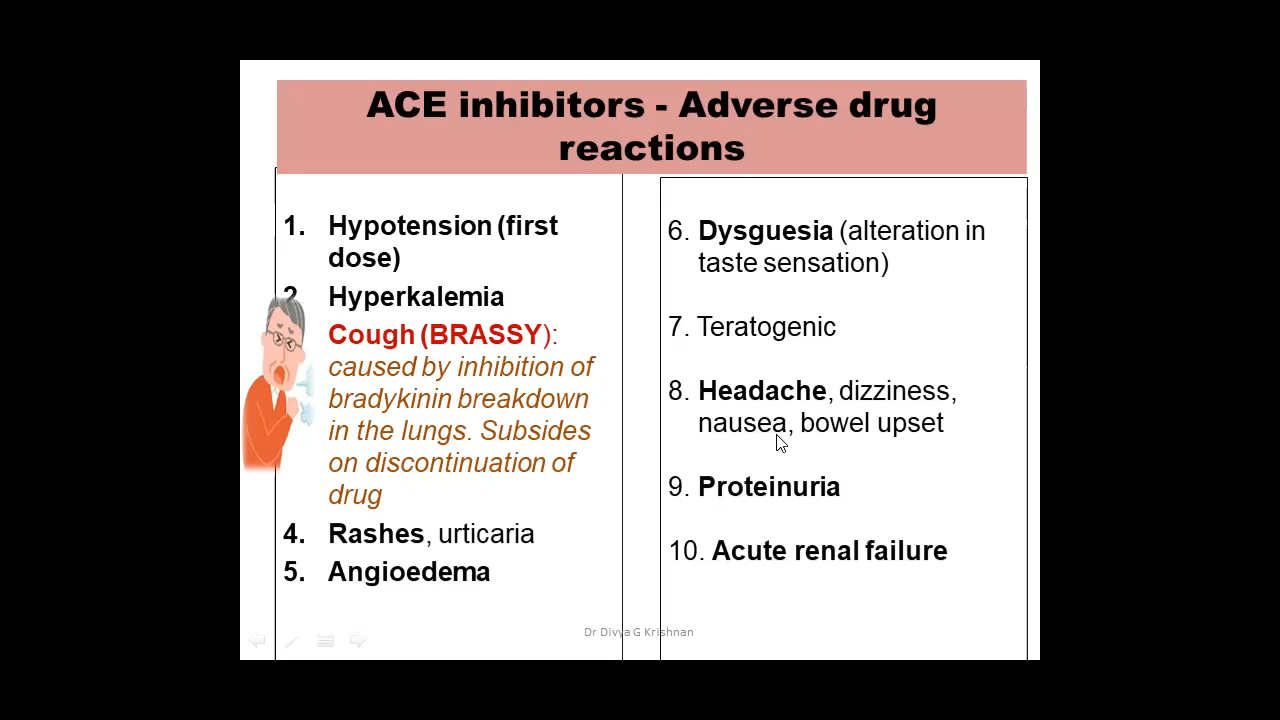 ACE inhibitors - Adverse drug
reactions
1. Hypotension (first
dose)
2 Hyperkalemia
Cough (BRASSY):
caused by inhibition of
bradykinin breakdown
in the lungs. Subsides
on discontinuation of
drug
4. Rashes, urticaria
5. Angioedema
6. Dysguesia (alteration in
taste sensation)
7. Teratogenic
8. Headache, dizziness,
nausea, bowel upset
9. Proteinuria
10. Acute renal failure
Dr Divya G Krishnan